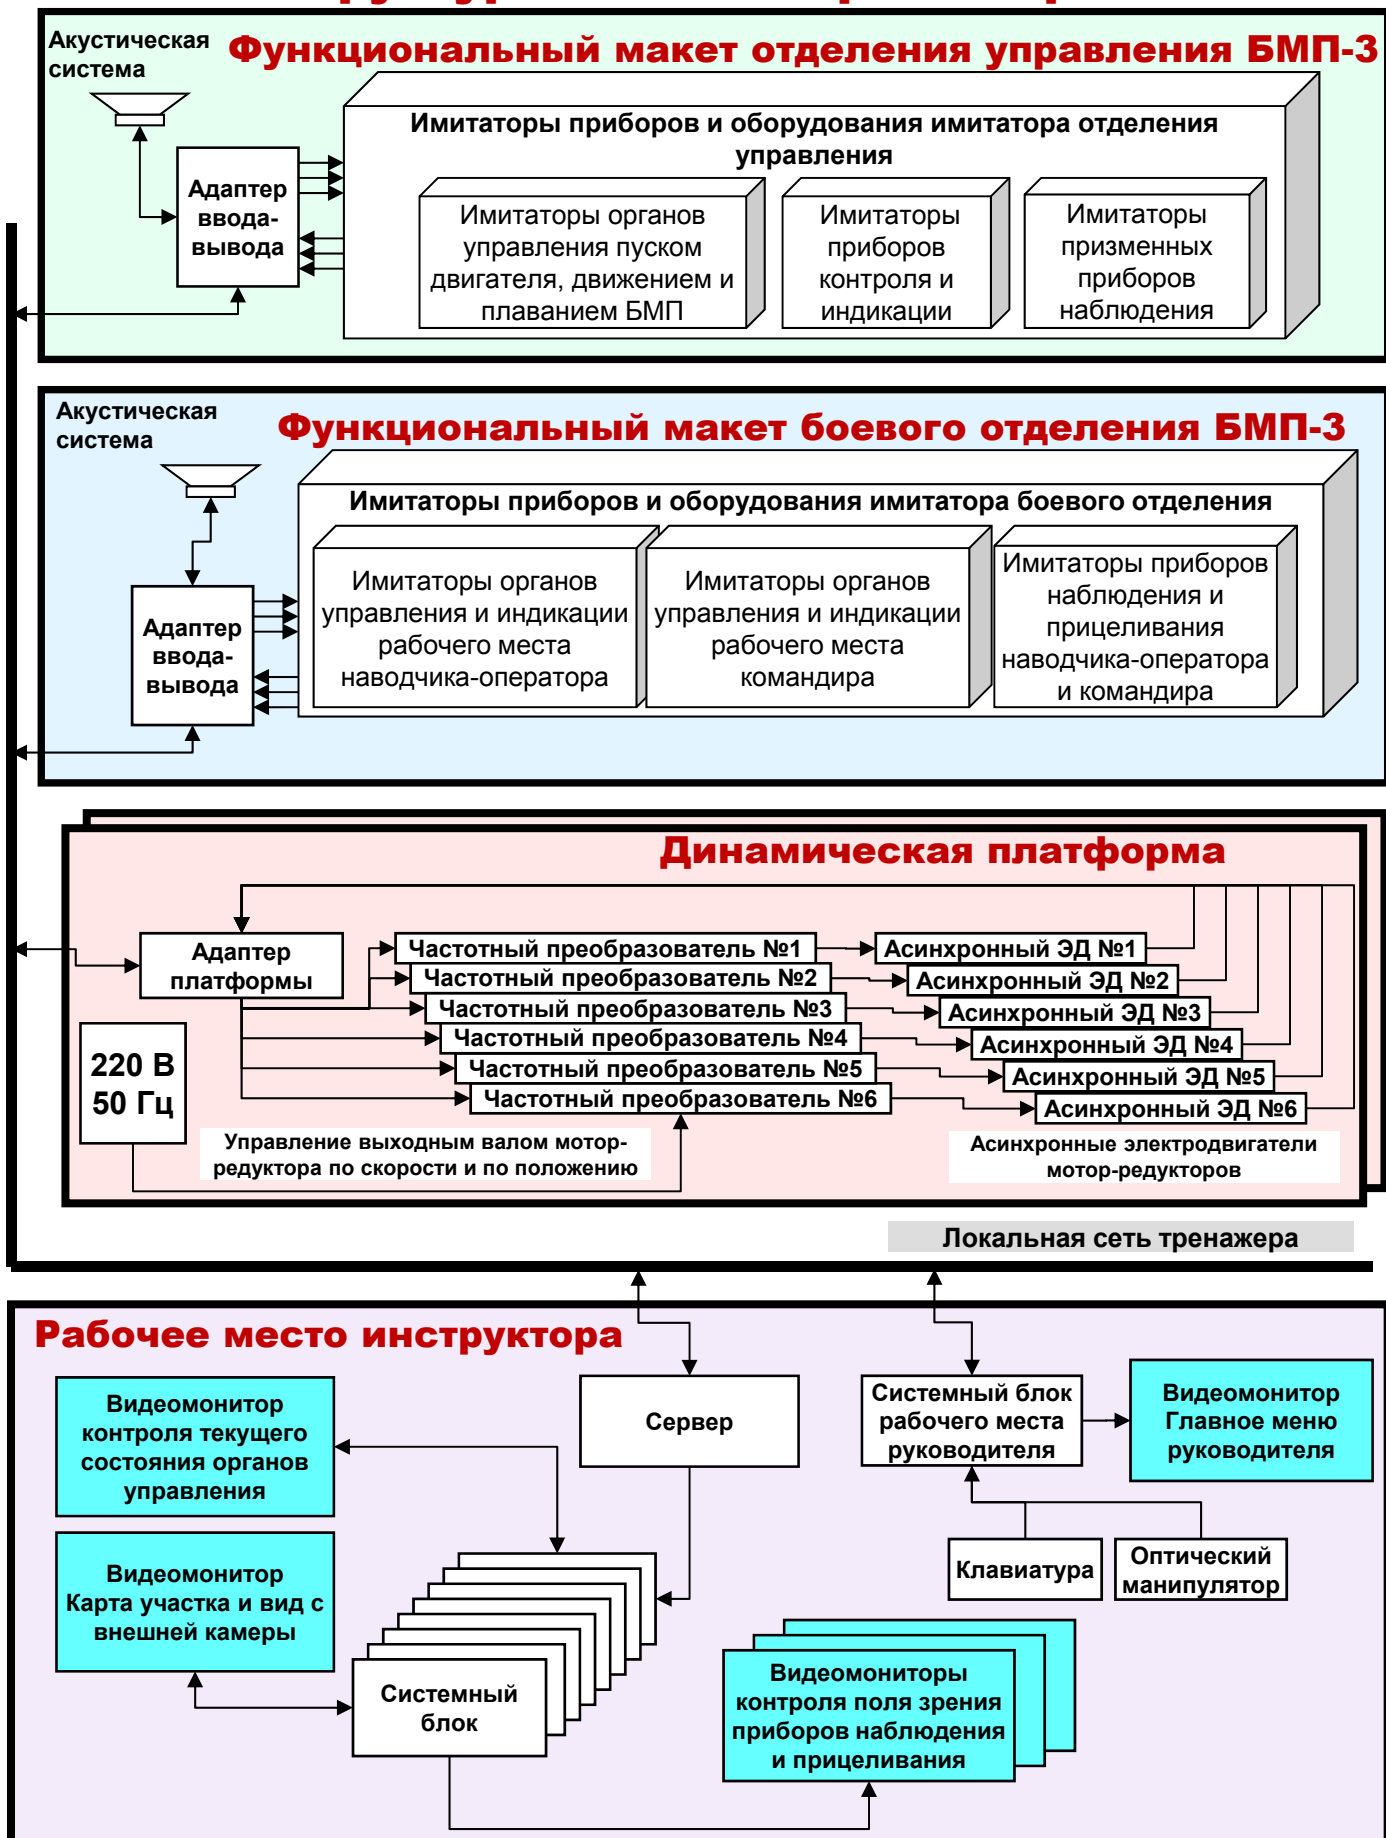 Акустическая
система
Функциональный макет отделения управления БМП-3
Имитаторы приборов и оборудования имитатора отделения
управления
Адаптер
ввода-
вывода
Имитаторы органов
управления пуском
двигателя, движением и
плаванием БМП
Имитаторы
приборов
контроля и
индикации
Имитаторы
призменных
приборов
наблюдения
Акустическая
система
Функциональный макет боевого отделения БМП-3
Имитаторы приборов и оборудования имитатора боевого отделения
Адаптер
ввода-
вывода
Имитаторы органов
управления и индикации
рабочего места
наводчика-оператора
Имитаторы органов
управления и индикации
рабочего места
командира
Имитаторы приборов
наблюдения и
прицеливания
наводчика-оператора
и командира
Динамическая платформа
Адаптер
платформы
Частотный преобразователь №1
Частотный преобразователь №2
Частотный преобразователь №3
Частотный преобразователь №4
Частотный преобразователь №5
Частотный преобразователь №6
Асинхронный ЭД №1
Асинхронный ЭД №2
Асинхронный ЭД №3
Асинхронный ЭД №4
Асинхронный ЭД №5
Асинхронный ЭД №6
220 В
50 Гц
Управление выходным валом мотор-
редуктора по скорости и по положению
Асинхронные электродвигатели
мотор-редукторов
Локальная сеть тренажера
Рабочее место инструктора
Видеомонитор
контроля текущего
состояния органов
управления
Сервер
Системный блок
рабочего места
руководителя
Видеомонитор
Главное меню
руководителя
Видеомонитор
Карта участка и вид с
внешней камеры
Клавиатура
Оптический
манипулятор
Системный
блок
Видеомониторы
контроля поля зрения
приборов наблюдения
и прицеливания